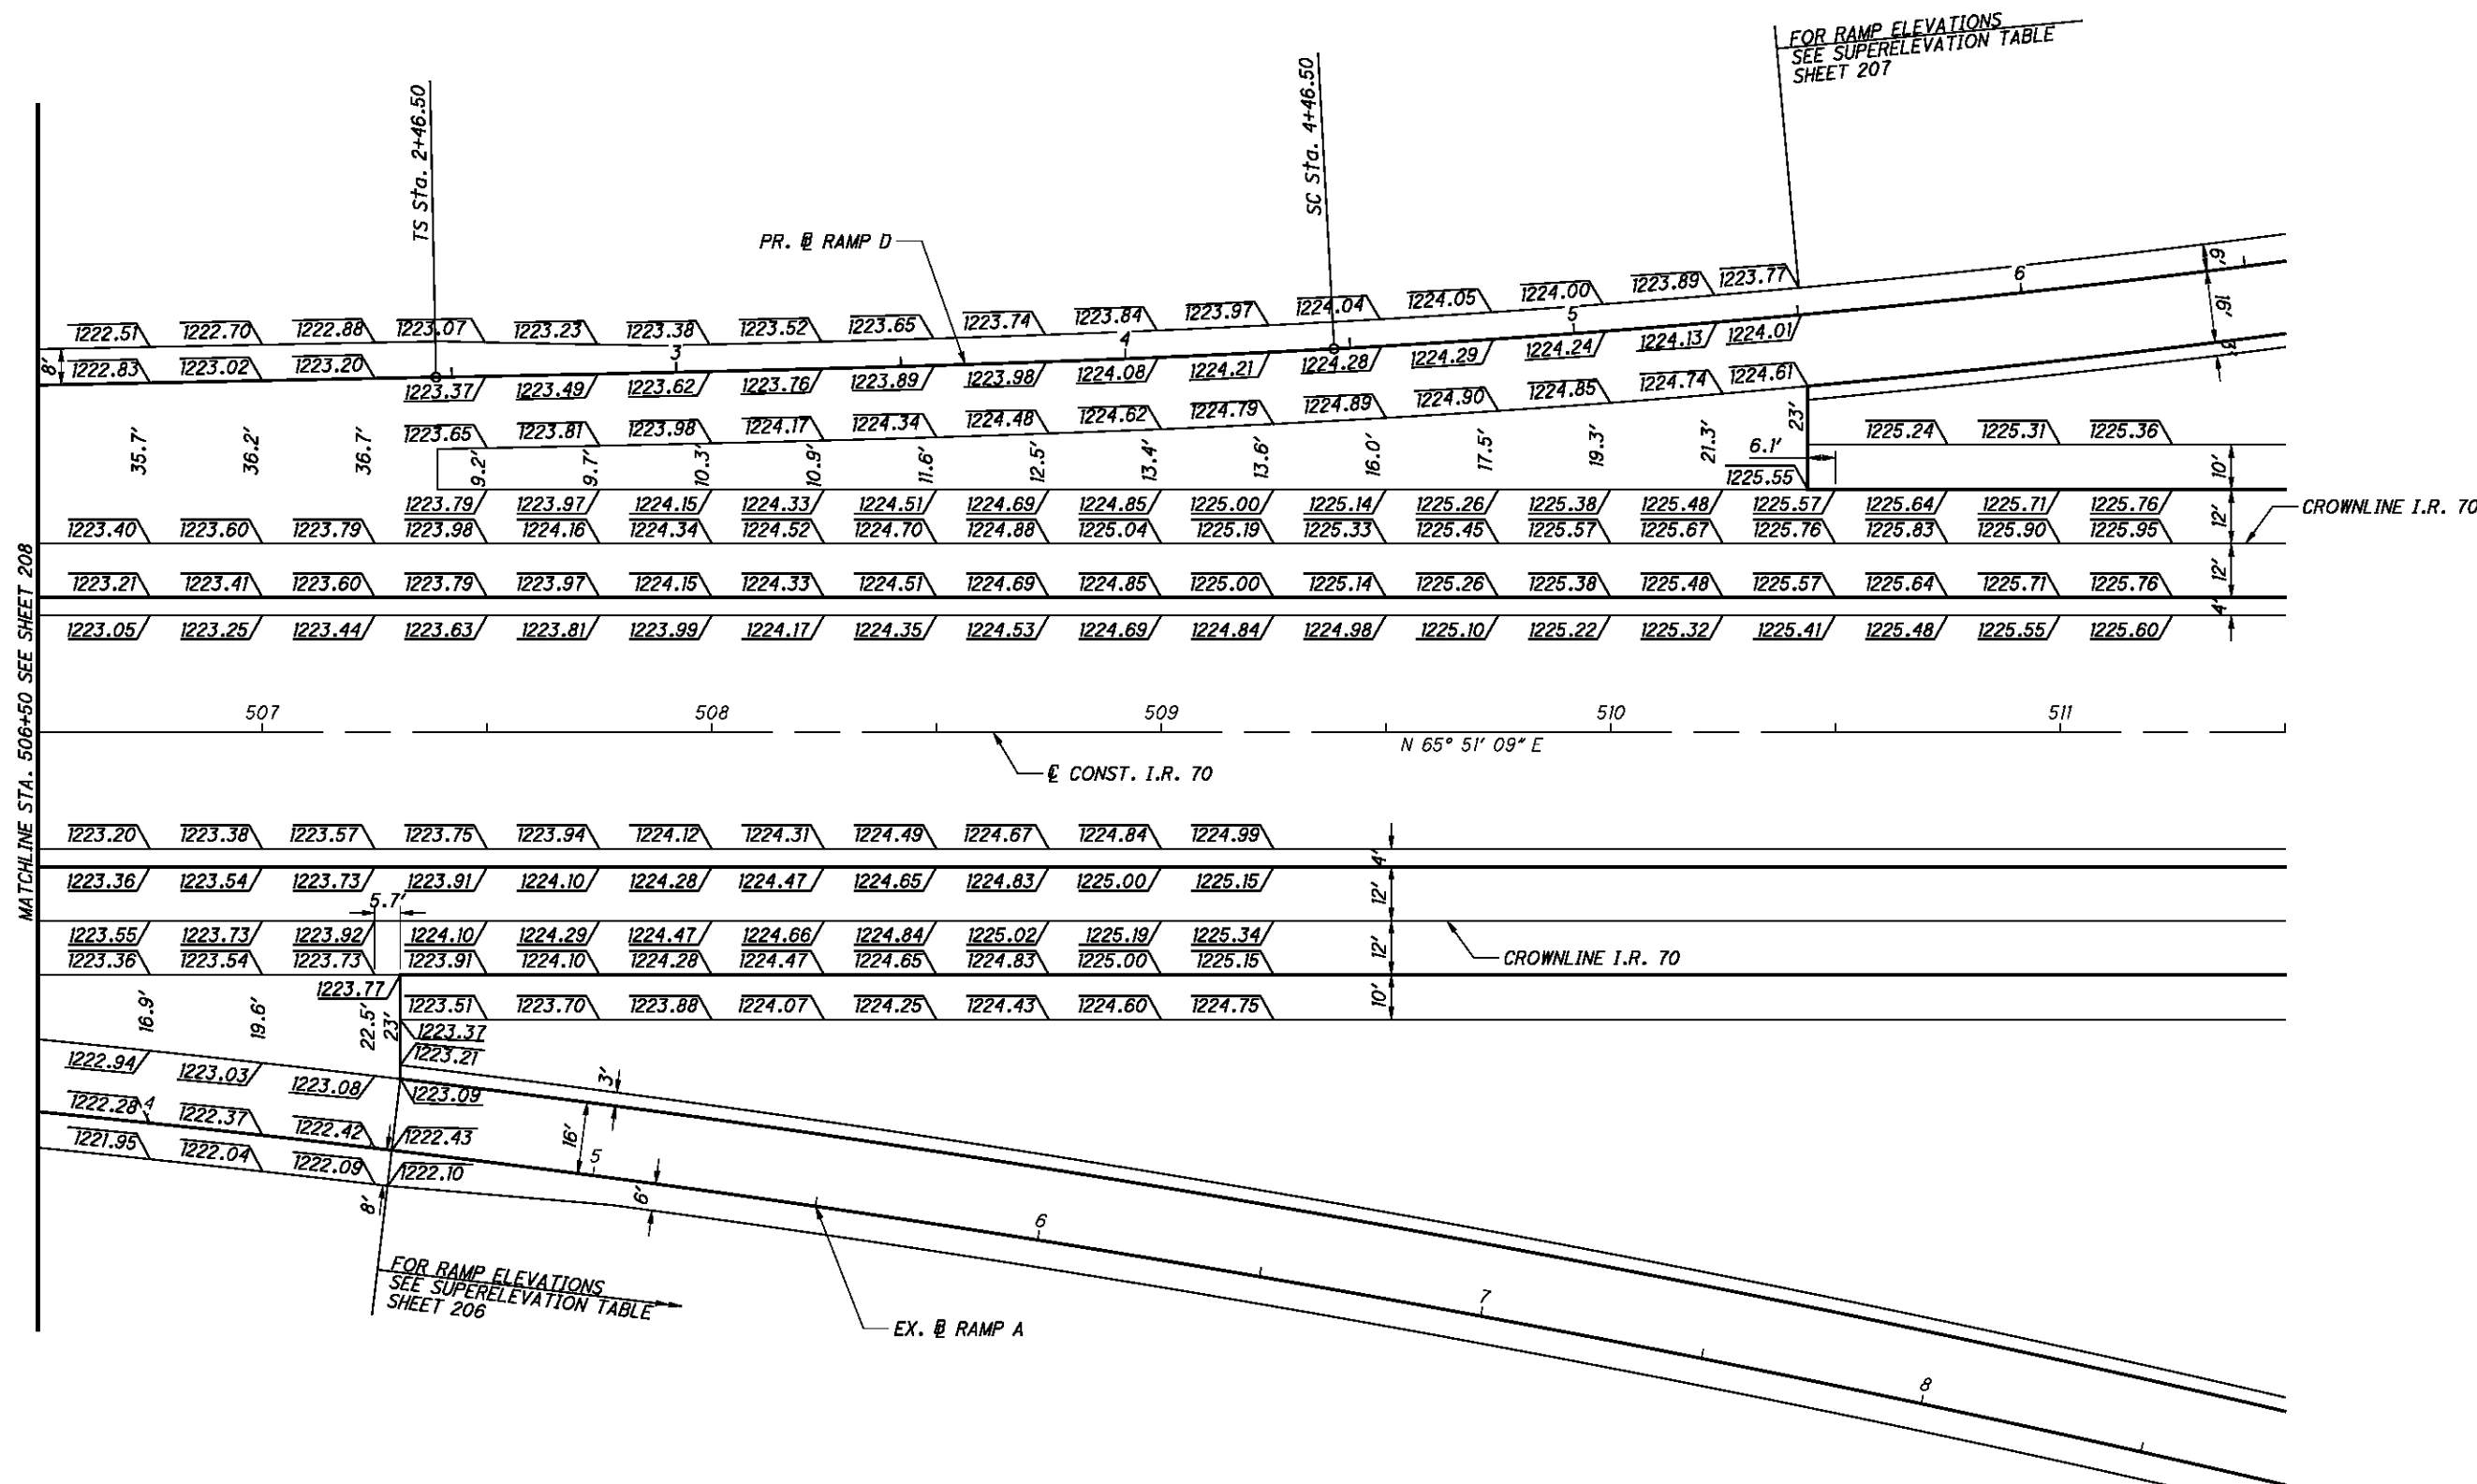 FOR RAMP ELEVATIONS
SEE SUPERELEVATION TABLE
SHEET 207
TS Sta. 2+46.50
SC Sta. 4+46.50
PR. ⅊ RAMP D
1222.51 1222.70 1222.88 1223.07 1223.23 1223.38 1223.52 1223.65 1223.74 1223.84 1223.97 1224.04 1224.05 1224.00 1223.89 1223.77
3 4 5 6
8' 6' 16' 3'
1222.83 1223.02 1223.20
1223.37 1223.49 1223.62 1223.76 1223.89 1223.98 1224.08 1224.21 1224.28 1224.29 1224.24 1224.13 1224.01
1223.65 1223.81 1223.98 1224.17 1224.34 1224.48 1224.62 1224.79 1224.89 1224.90 1224.85 1224.74 1224.61
35.7' 36.2' 36.7' 9.2' 9.7' 10.3' 10.9' 11.6' 12.5' 13.4' 13.6' 16.0' 17.5' 19.3' 21.3' 23'
6.1'
1225.24 1225.31 1225.36
10'
1225.55
1223.79 1223.97 1224.15 1224.33 1224.51 1224.69 1224.85 1225.00 1225.14 1225.26 1225.38 1225.48 1225.57 1225.64 1225.71 1225.76
1223.40 1223.60 1223.79 1223.98 1224.16 1224.34 1224.52 1224.70 1224.88 1225.04 1225.19 1225.33 1225.45 1225.57 1225.67 1225.76 1225.83 1225.90 1225.95
12'
CROWNLINE I.R. 70
1223.21 1223.41 1223.60 1223.79 1223.97 1224.15 1224.33 1224.51 1224.69 1224.85 1225.00 1225.14 1225.26 1225.38 1225.48 1225.57 1225.64 1225.71 1225.76
12'
4'
1223.05 1223.25 1223.44 1223.63 1223.81 1223.99 1224.17 1224.35 1224.53 1224.69 1224.84 1224.98 1225.10 1225.22 1225.32 1225.41 1225.48 1225.55 1225.60
MATCHLINE STA. 506+50 SEE SHEET 208
507 508 509 510 511
N 65° 51' 09" E
℄ CONST. I.R. 70
1223.20 1223.38 1223.57 1223.75 1223.94 1224.12 1224.31 1224.49 1224.67 1224.84 1224.99
4'
1223.36 1223.54 1223.73 1223.91 1224.10 1224.28 1224.47 1224.65 1224.83 1225.00 1225.15
12'
5.7'
1223.55 1223.73 1223.92 1224.10 1224.29 1224.47 1224.66 1224.84 1225.02 1225.19 1225.34
12'
CROWNLINE I.R. 70
1223.36 1223.54 1223.73 1223.91 1224.10 1224.28 1224.47 1224.65 1224.83 1225.00 1225.15
1223.77
16.9' 19.6' 22.5' 23'
1223.51 1223.70 1223.88 1224.07 1224.25 1224.43 1224.60 1224.75
10'
1223.37
1223.21
1222.94 1223.03 1223.08 1223.09
3'
1222.28 4 1222.37 1222.42 1222.43
16'
1221.95 1222.04 1222.09 1222.10
5 6 7 8
8' 6'
FOR RAMP ELEVATIONS
SEE SUPERELEVATION TABLE
SHEET 206
EX. ⅊ RAMP A